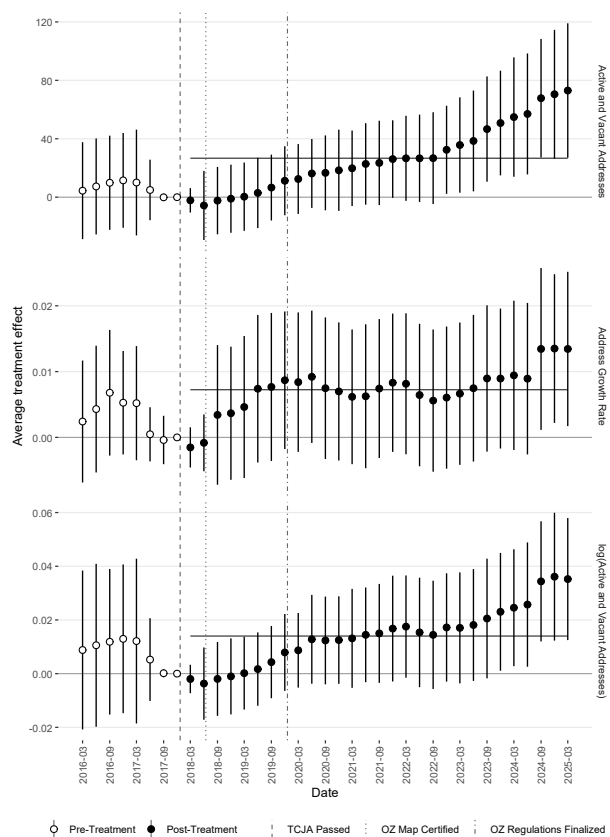 120
80
40
0
Active and Vacant Addresses
Average treatment effect
0.02
0.01
0.00
Address Growth Rate
0.06
0.04
0.02
0.00
-0.02
log(Active and Vacant Addresses)
2016-03 2016-09 2017-03 2017-09 2018-03 2018-09 2019-03 2019-09 2020-03 2020-09 2021-03 2021-09 2022-03 2022-09 2023-03 2023-09 2024-03 2024-09 2025-03
Date
Pre-Treatment Post-Treatment TCJA Passed OZ Map Certified OZ Regulations Finalized